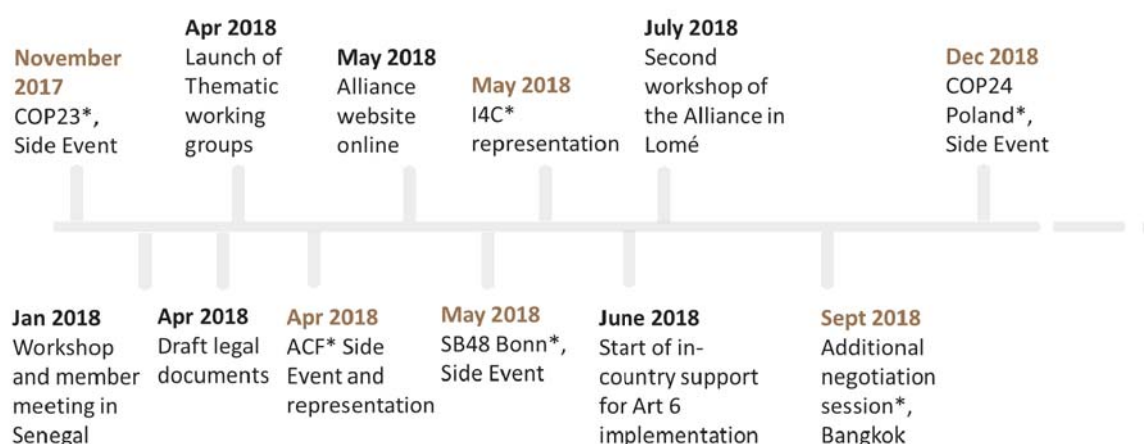 November
2017
COP23*,
Side Event
Apr 2018
Launch of
Thematic
working
groups
May 2018
Alliance
website
online
May 2018
I4C*
representation
July 2018
Second
workshop of
the Alliance in
Lomé
Dec 2018
COP24
Poland*,
Side Event
Jan 2018
Workshop
and member
meeting in
Senegal
Apr 2018
Draft legal
documents
Apr 2018
ACF* Side
Event and
representation
May 2018
SB48 Bonn*,
Side Event
June 2018
Start of in-
country support
for Art 6
implementation
Sept 2018
Additional
negotiation
session*,
Bangkok